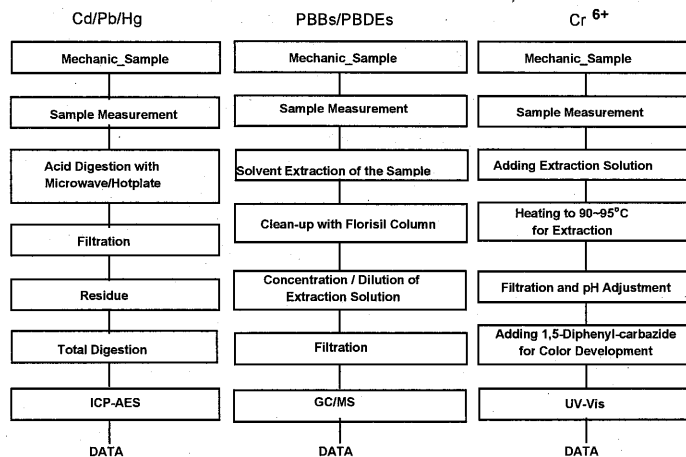 Cd/Pb/Hg
Mechanic_Sample
Sample Measurement
Acid Digestion with
Microwave/Hotplate
Filtration
Residue
Total Digestion
ICP-AES
DATA
PBBs/PBDEs
Mechanic_Sample
Sample Measurement
Solvent Extraction of the Sample
Clean-up with Florisil Column
Concentration / Dilution of
Extraction Solution
Filtration
GC/MS
DATA
Cr 6+
Mechanic_Sample
Sample Measurement
Adding Extraction Solution
Heating to 90~95°C
for Extraction
Filtration and pH Adjustment
Adding 1,5-Diphenyl-carbazide
for Color Development
UV-Vis
DATA